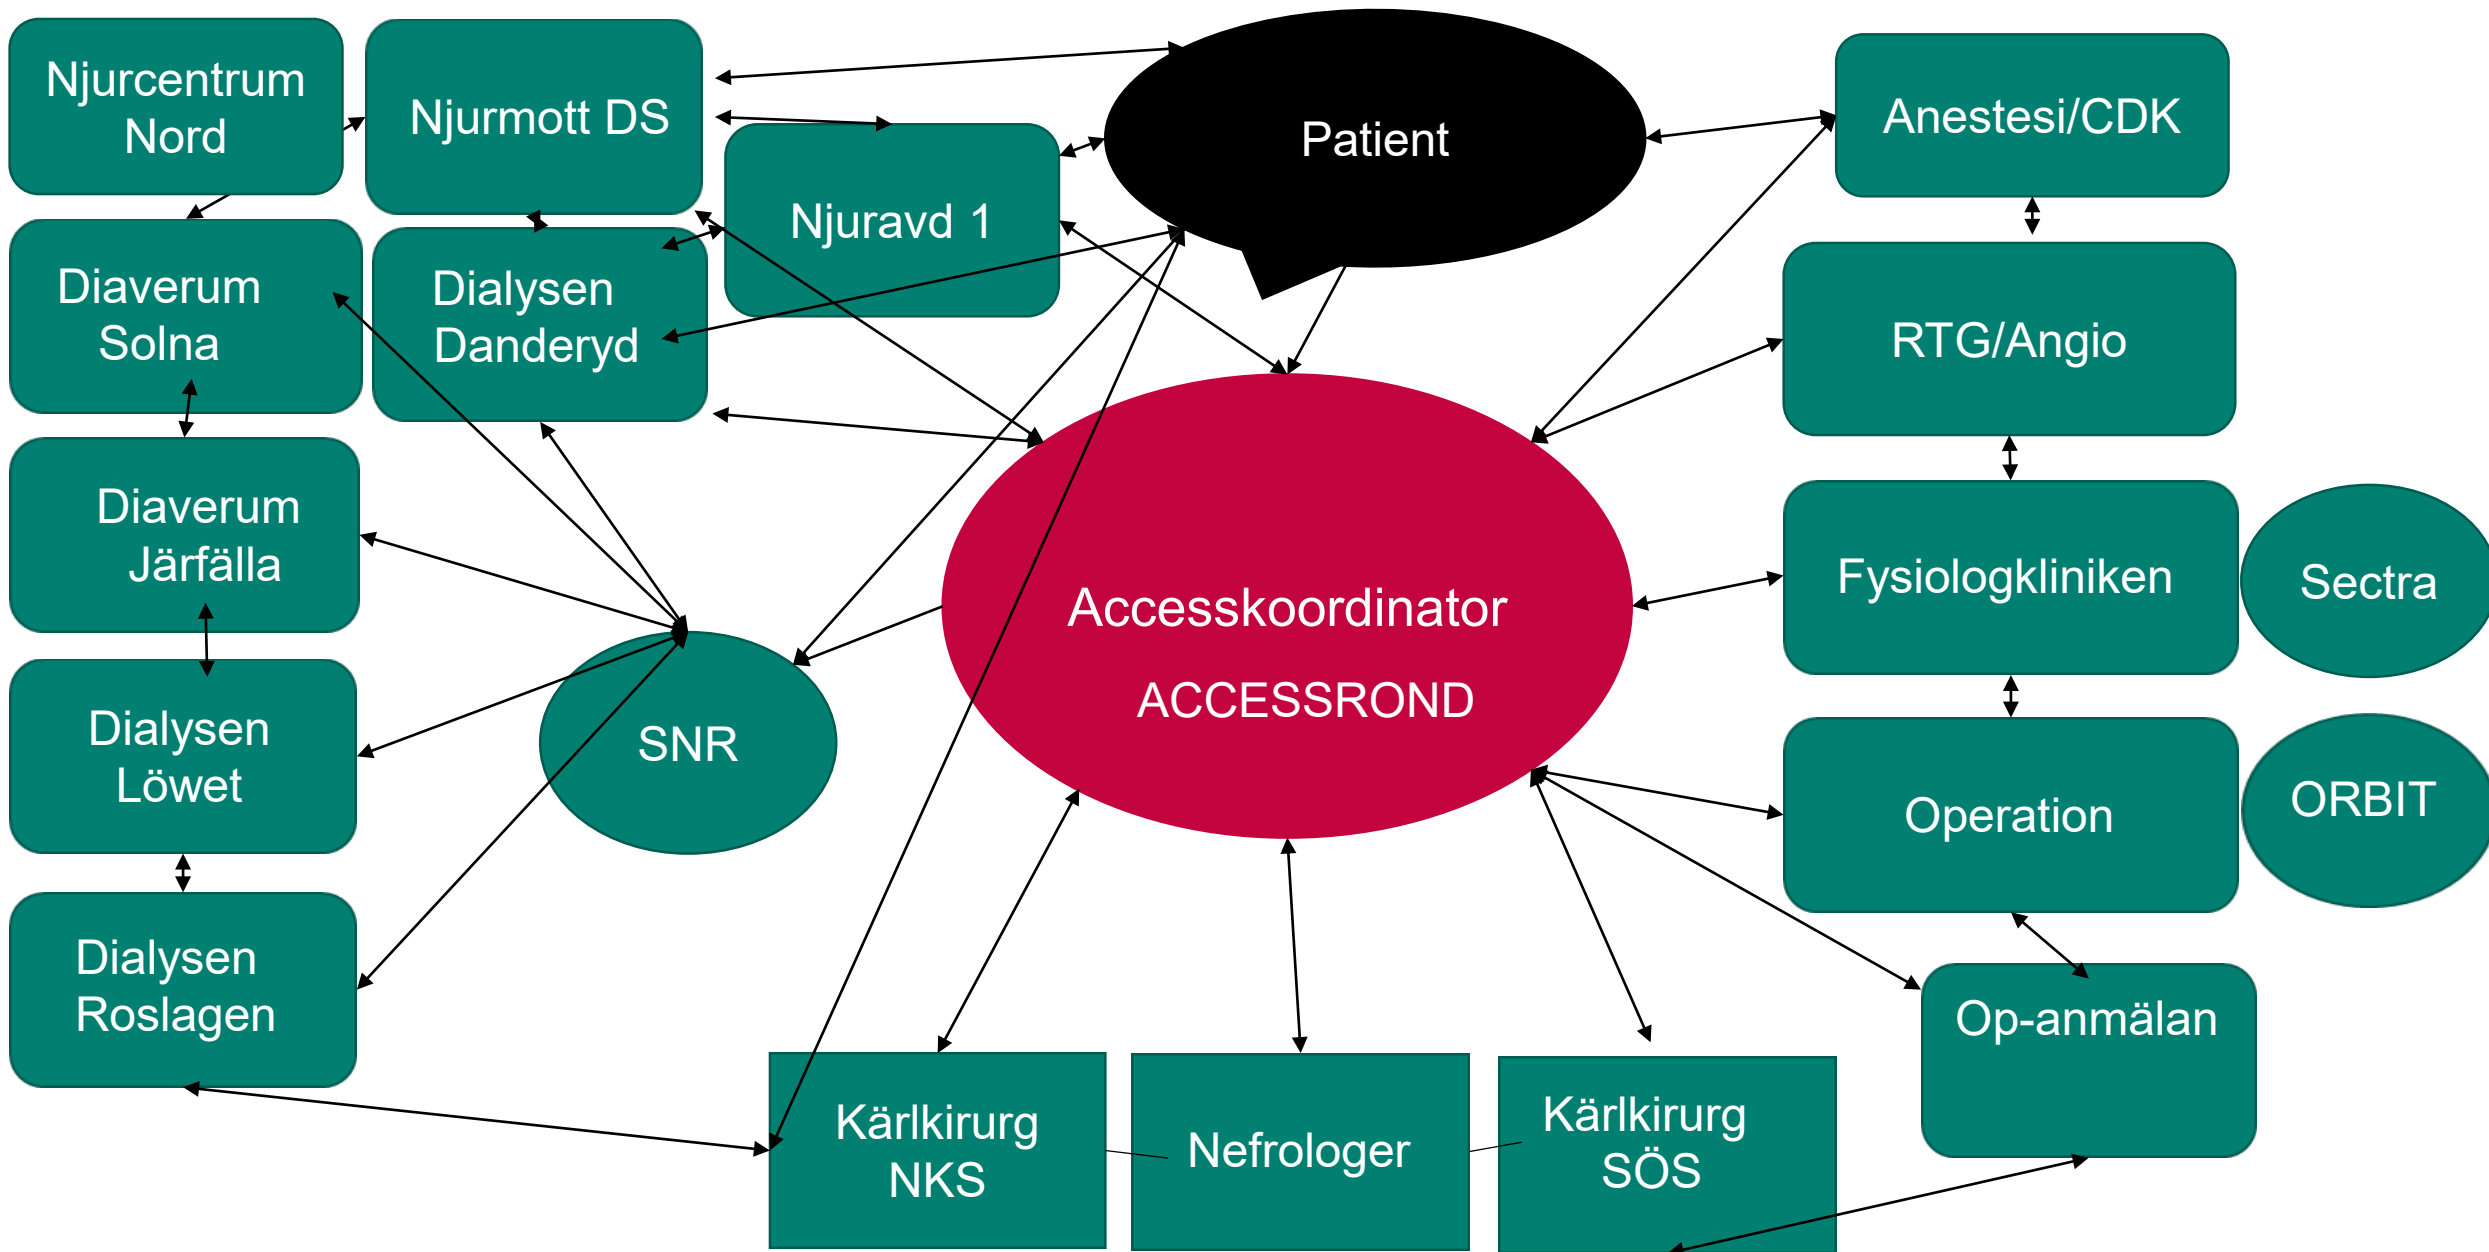 Njurcentrum
Nord
Njurmott DS
Njuravd 1
Patient
Anestesi/CDK
Diaverum
Solna
Dialysen
Danderyd
RTG/Angio
Diaverum
Järfälla
Accesskoordinator
ACCESSROND
Fysiologkliniken
Sectra
Dialysen
Löwet
SNR
Operation
ORBIT
Dialysen
Roslagen
Kärlkirurg
NKS
Nefrologer
Kärlkirurg
SÖS
Op-anmälan